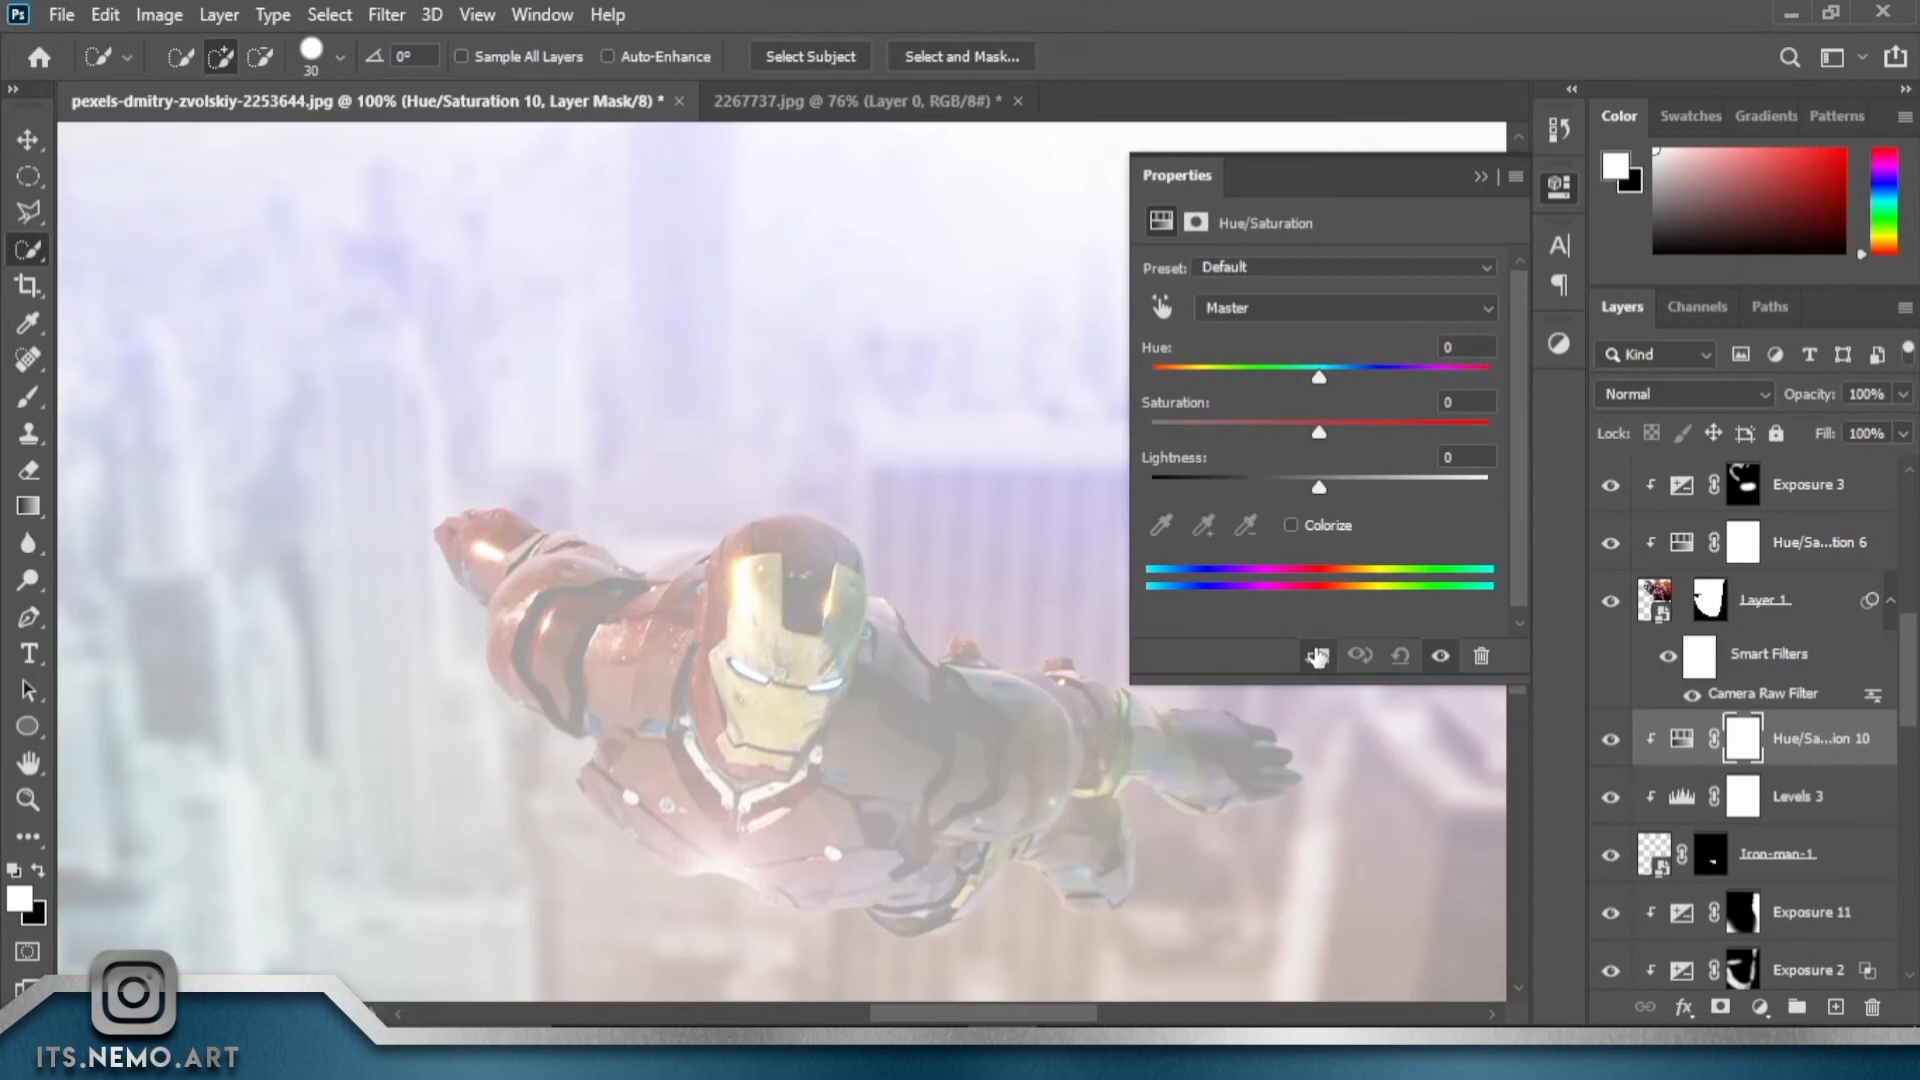 Ps File Edit Image Layer Type Select Filter 3D View Window Help
30 0° Sample All Layers Auto-Enhance Select Subject Select and Mask...
pexels-dmitry-zvolskiy-2253644.jpg @ 100% (Hue/Saturation 10, Layer Mask/8) * × 2267737.jpg @ 76% (Layer 0, RGB/8#) * ×
Color Swatches Gradients Patterns
Properties
Hue/Saturation
Preset: Default
Master
Hue: 0
Saturation: 0
Lightness: 0
Colorize
Layers Channels Paths
Kind
Normal Opacity: 100%
Lock: Fill: 100%
Exposure 3
Hue/Sa...tion 6
Layer 1
Smart Filters
Camera Raw Filter
Hue/Sa...ion 10
Levels 3
Iron-man-1
Exposure 11
Exposure 2
ITS.NEMO.ART